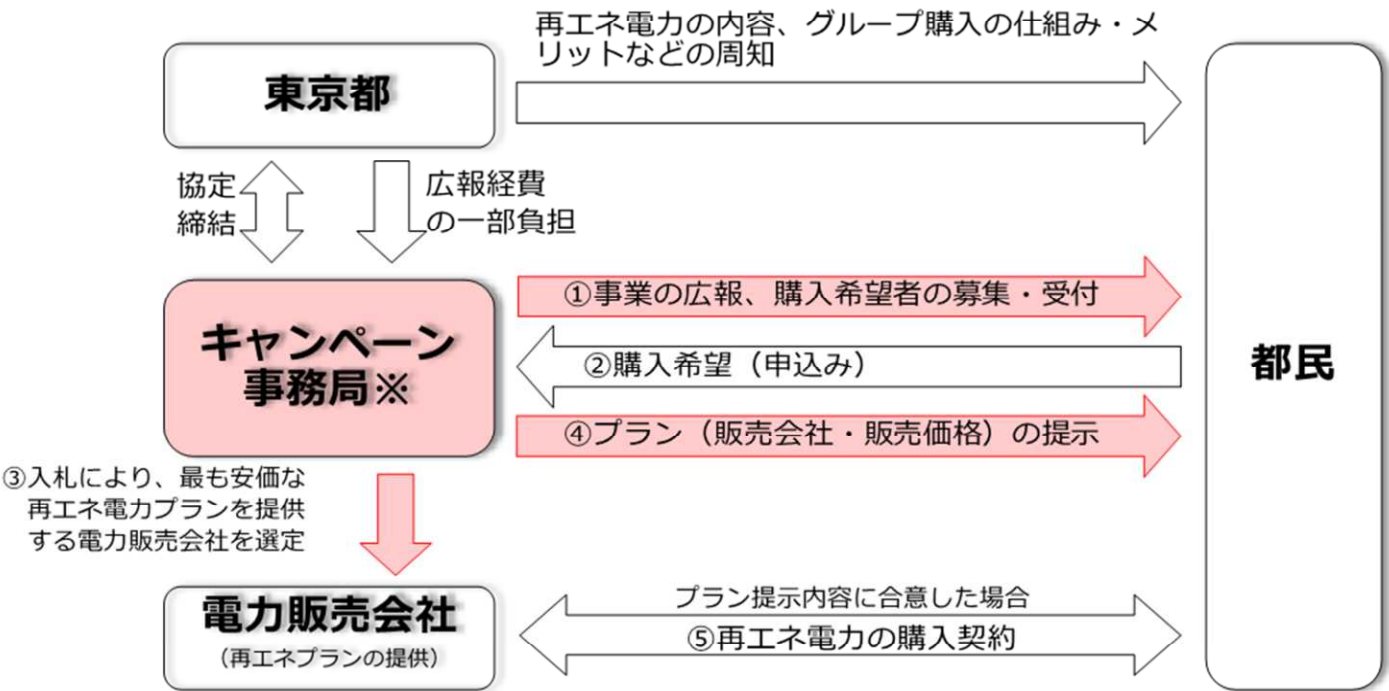 再エネ電力の内容、グループ購入の仕組み・メ
リットなどの周知
東京都
協定
締結
広報経費
の一部負担
①事業の広報、購入希望者の募集・受付
キャンペーン
事務局※
②購入希望（申込み）
都民
④プラン（販売会社・販売価格）の提示
③入札により、最も安価な
再エネ電力プランを提供
する電力販売会社を選定
電力販売会社
（再エネプランの提供）
プラン提示内容に合意した場合
⑤再エネ電力の購入契約